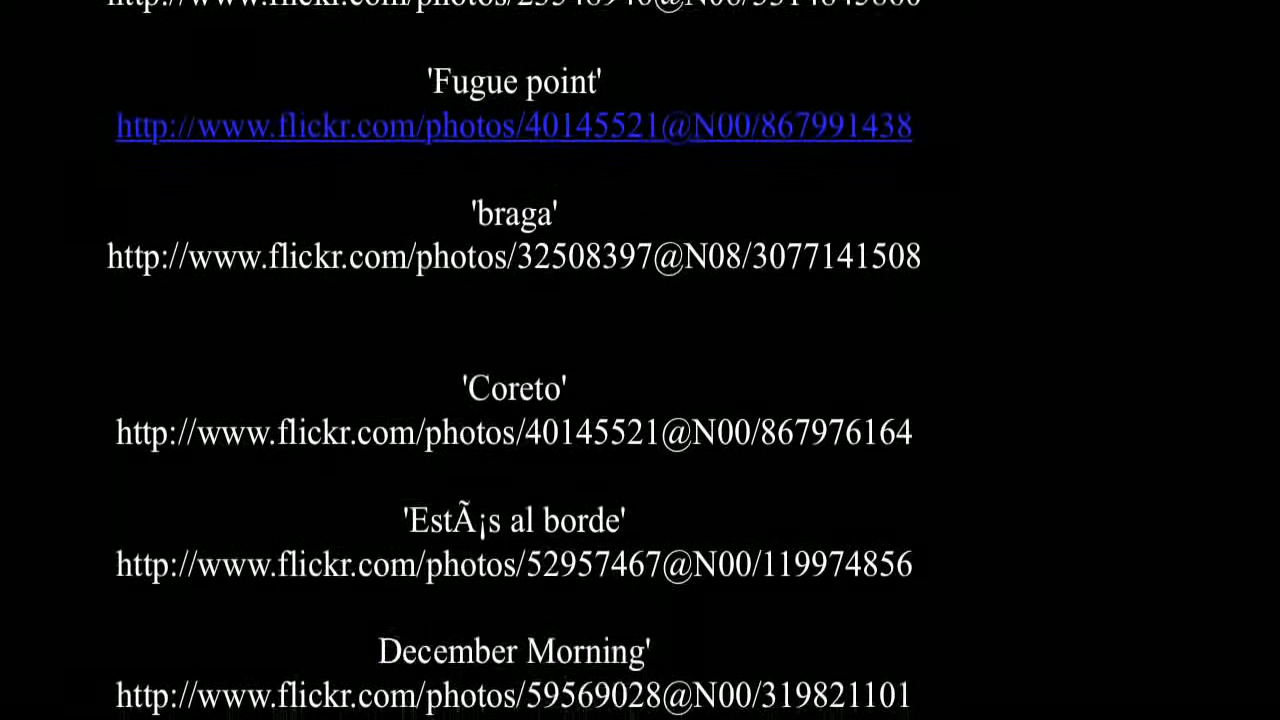 'Fugue point'
http://www.flickr.com/photos/40145521@N00/867991438
'braga'
http://www.flickr.com/photos/32508397@N08/3077141508
'Coreto'
http://www.flickr.com/photos/40145521@N00/867976164
'EstÃ¡s al borde'
http://www.flickr.com/photos/52957467@N00/119974856
December Morning'
http://www.flickr.com/photos/59569028@N00/319821101